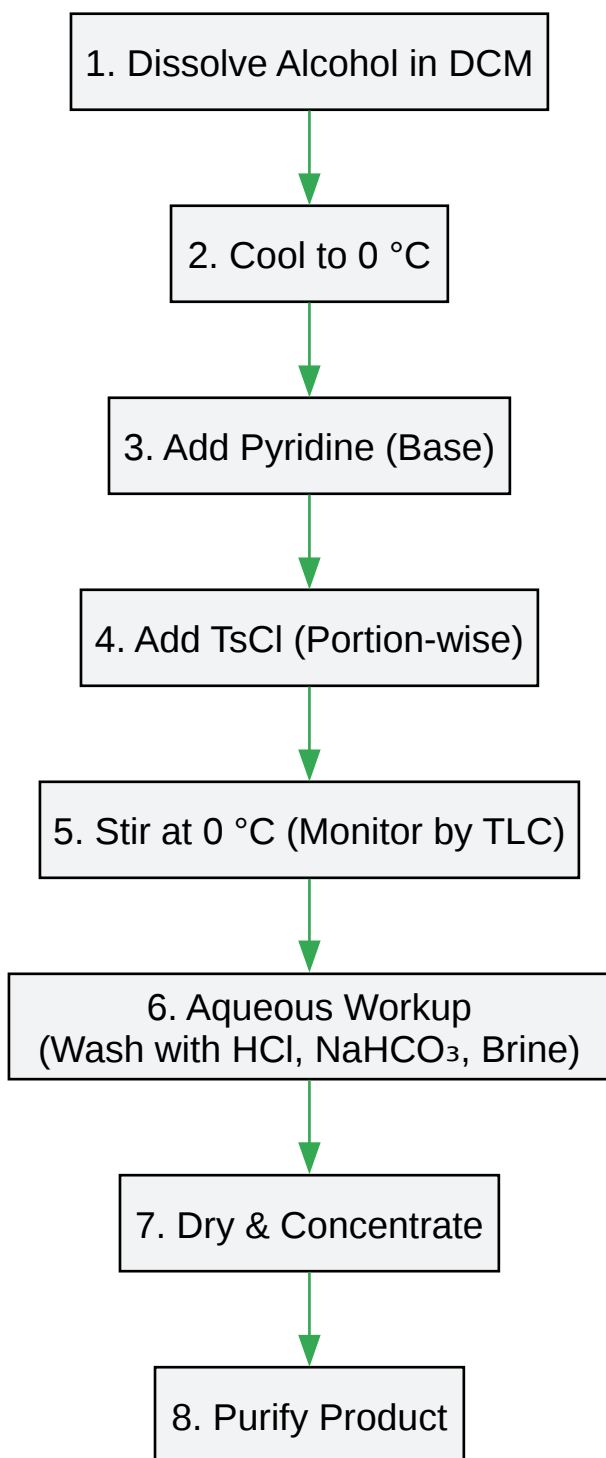 1. Dissolve Alcohol in DCM
2. Cool to 0 °C
3. Add Pyridine (Base)
4. Add TsCl (Portion-wise)
5. Stir at 0 °C (Monitor by TLC)
6. Aqueous Workup
(Wash with HCl, NaHCO₃, Brine)
7. Dry & Concentrate
8. Purify Product